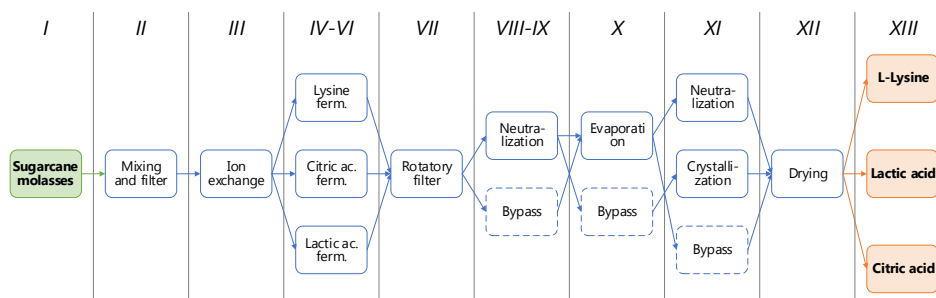 I II III IV-VI VII VIII-IX X XI XII XIII
Sugarcane
molasses
Mixing
and filter
Ion
exchange
Lysine
ferm.
Citric ac.
ferm.
Lactic ac.
ferm.
Rotatory
filter
Neutra-
lization
Bypass
Evaporati
on
Bypass
Neutra-
lization
Crystalli-
zation
Bypass
Drying
L-Lysine
Lactic acid
Citric acid